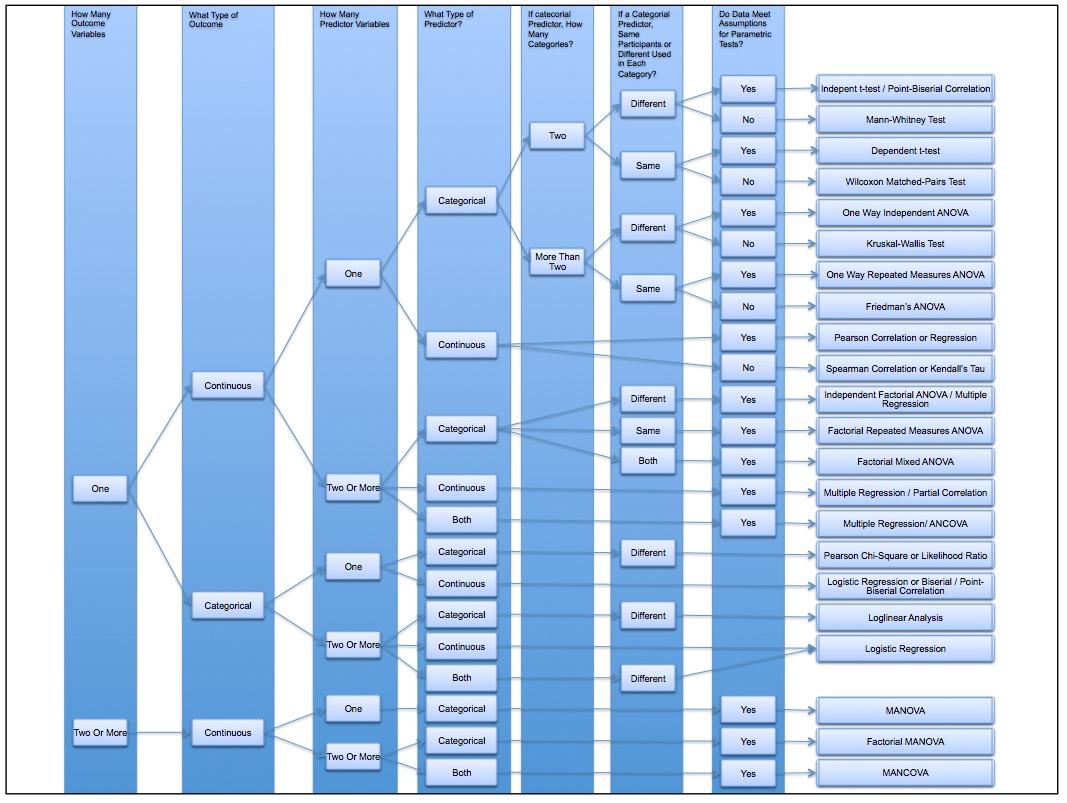 How Many
Outcome
Variables
What Type of
Outcome
How Many
Predictor Variables
What Type of
Predictor?
If catecorial
Predictor, How
Many
Categories?
If a Categorial
Predictor,
Same
Participants or
Different Used
in Each
Category?
Do Data Meet
Assumptions
for Parametric
Tests?
Different
Yes
Indepent t-test / Point-Biserial Correlation
No
Mann-Whitney Test
Two
Same
Yes
Dependent t-test
No
Wilcoxon Matched-Pairs Test
Categorical
Different
Yes
One Way Independent ANOVA
No
Kruskal-Wallis Test
More Than
Two
Same
Yes
One Way Repeated Measures ANOVA
No
Friedman's ANOVA
One
Continuous
Yes
Pearson Correlation or Regression
No
Spearman Correlation or Kendall's Tau
Continuous
Categorical
Different
Yes
Independent Factorial ANOVA / Multiple
Regression
Same
Yes
Factorial Repeated Measures ANOVA
Both
Yes
Factorial Mixed ANOVA
One
Two Or More
Continuous
Yes
Multiple Regression / Partial Correlation
Both
Yes
Multiple Regression/ ANCOVA
One
Categorical
Different
Pearson Chi-Square or Likelihood Ratio
Continuous
Logistic Regression or Biserial / Point-
Biserial Correlation
Categorical
Categorical
Different
Loglinear Analysis
Two Or More
Continuous
Logistic Regression
Both
Different
Two Or More
Continuous
One
Categorical
Yes
MANOVA
Two Or More
Categorical
Yes
Factorial MANOVA
Both
Yes
MANCOVA